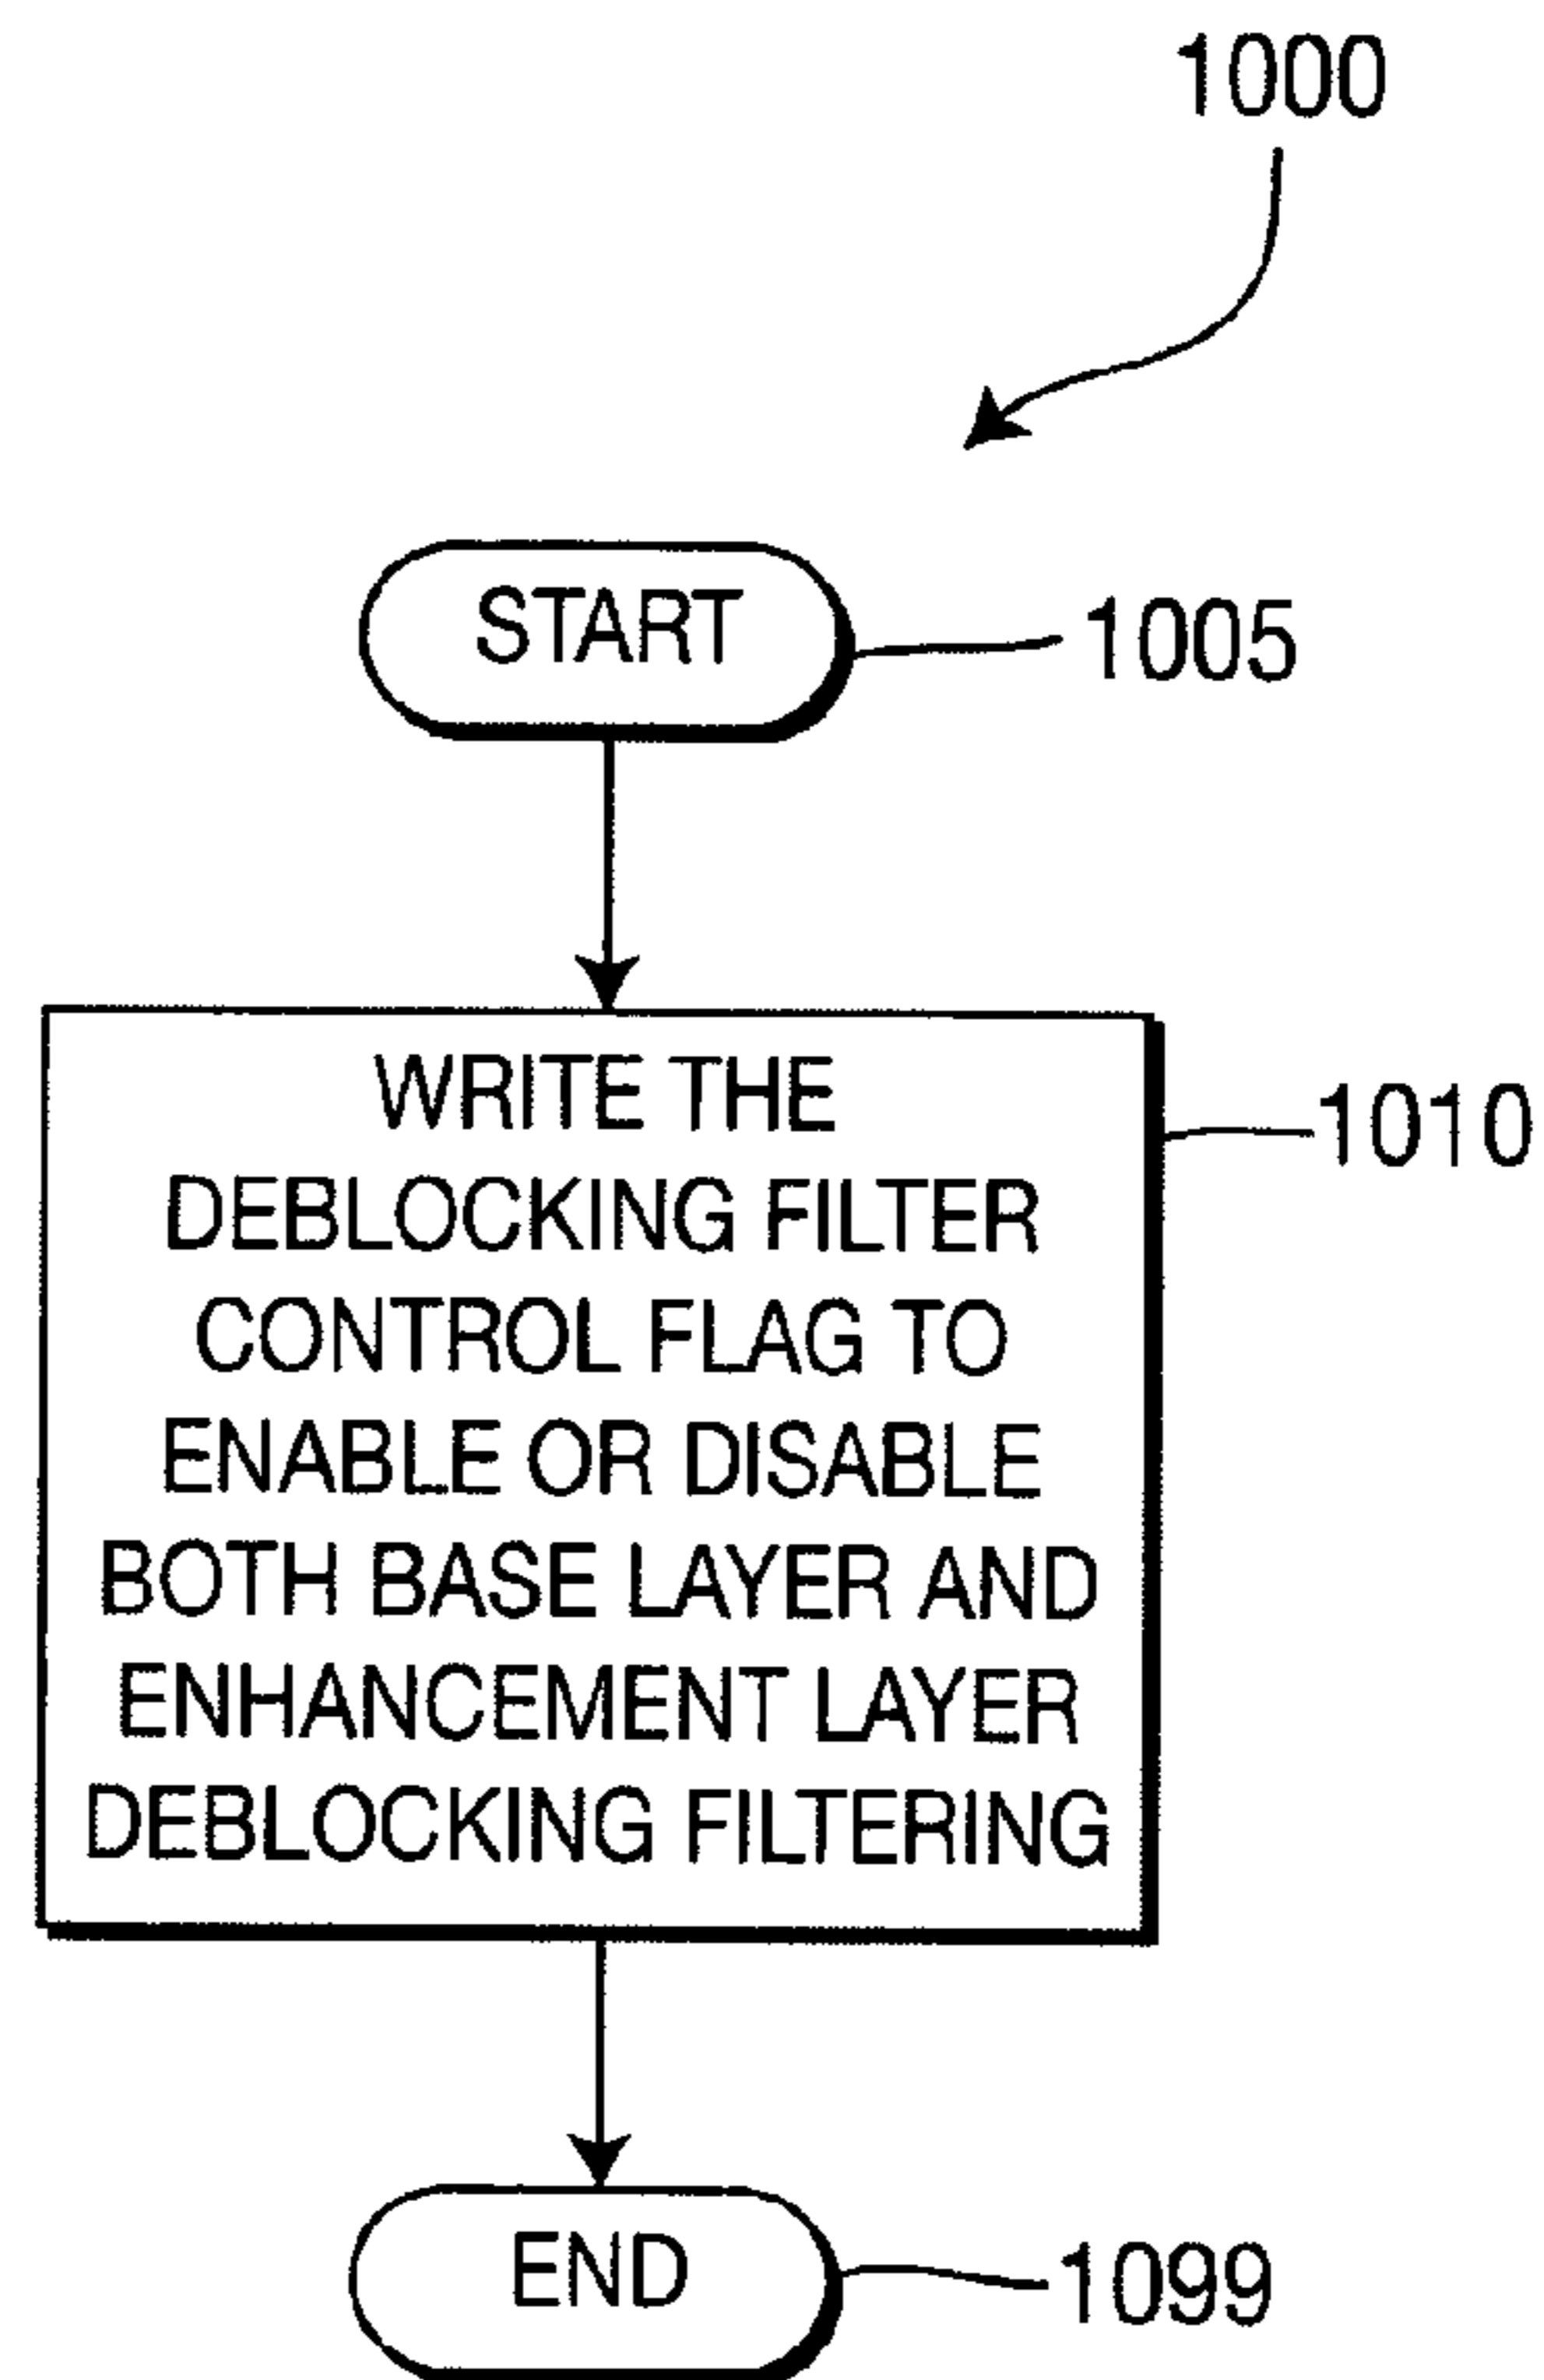 1000
START
1005
WRITE THE
DEBLOCKING FILTER
CONTROL FLAG TO
ENABLE OR DISABLE
BOTH BASE LAYER AND
ENHANCEMENT LAYER
DEBLOCKING FILTERING
1010
END
1099